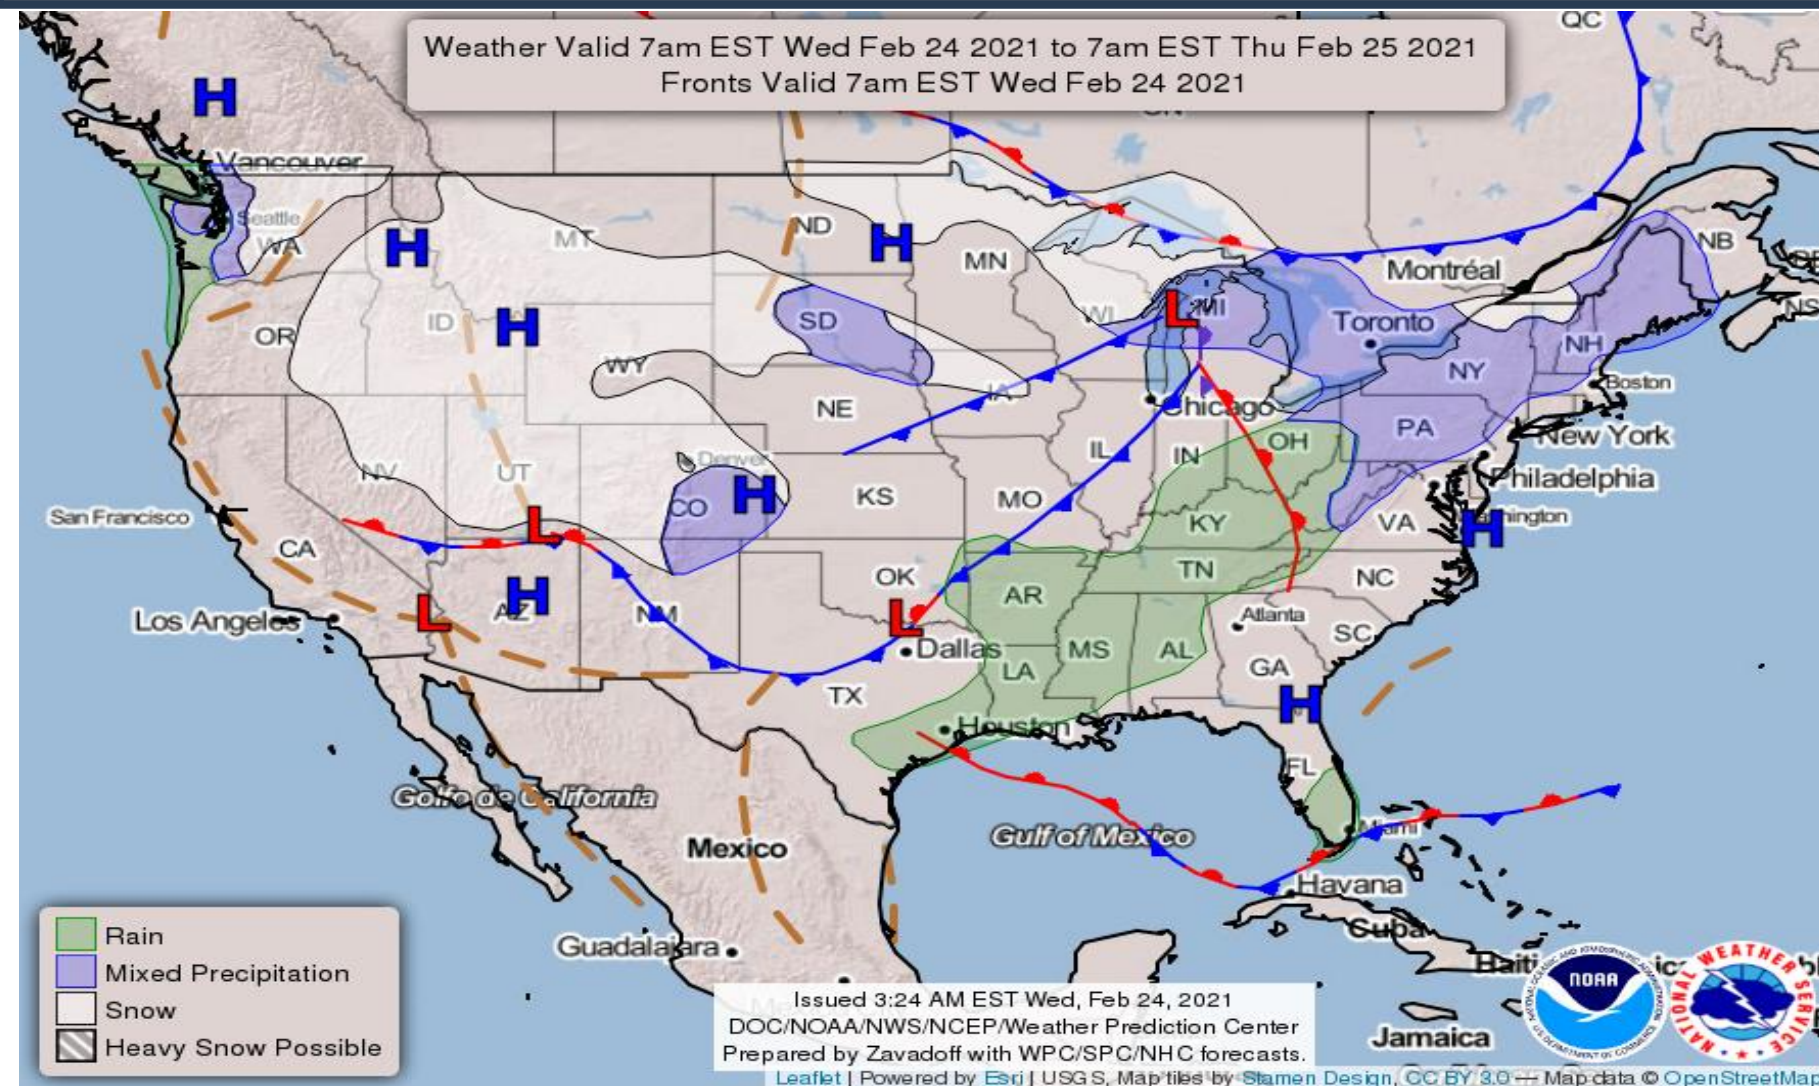 Weather Valid 7am EST Wed Feb 24 2021 to 7am EST Thu Feb 25 2021
Fronts Valid 7am EST Wed Feb 24 2021
QC
H
Vancouver
Seattle
WA
H
MT
ND
H
MN
Montréal
NB
NS
OR
ID
H
SD
WI
L
MI
Toronto
NH
WY
NE
IA
NY
Boston
Chicago
PA
New York
NV
UT
Denver
CO
H
KS
MO
IL
IN
OH
Philadelphia
San Francisco
CA
L
KY
VA
H
OK
AR
TN
NC
Los Angeles
L
AZ
H
NM
L
Dallas
Atlanta
SC
MS
AL
GA
LA
TX
H
Houston
FL
Golfo de California
Gulf of Mexico
Miami
Mexico
Havana
Cuba
Guadalajara
Haiti
Jamaica
Rain
Mixed Precipitation
Snow
Heavy Snow Possible
Issued 3:24 AM EST Wed, Feb 24, 2021
DOC/NOAA/NWS/NCEP/Weather Prediction Center
Prepared by Zavadoff with WPC/SPC/NHC forecasts.
NOAA
NATIONAL WEATHER SERVICE
Leaflet | Powered by Esri | USGS, Map tiles by Stamen Design, CC BY 3.0 — Map data © OpenStreetMap